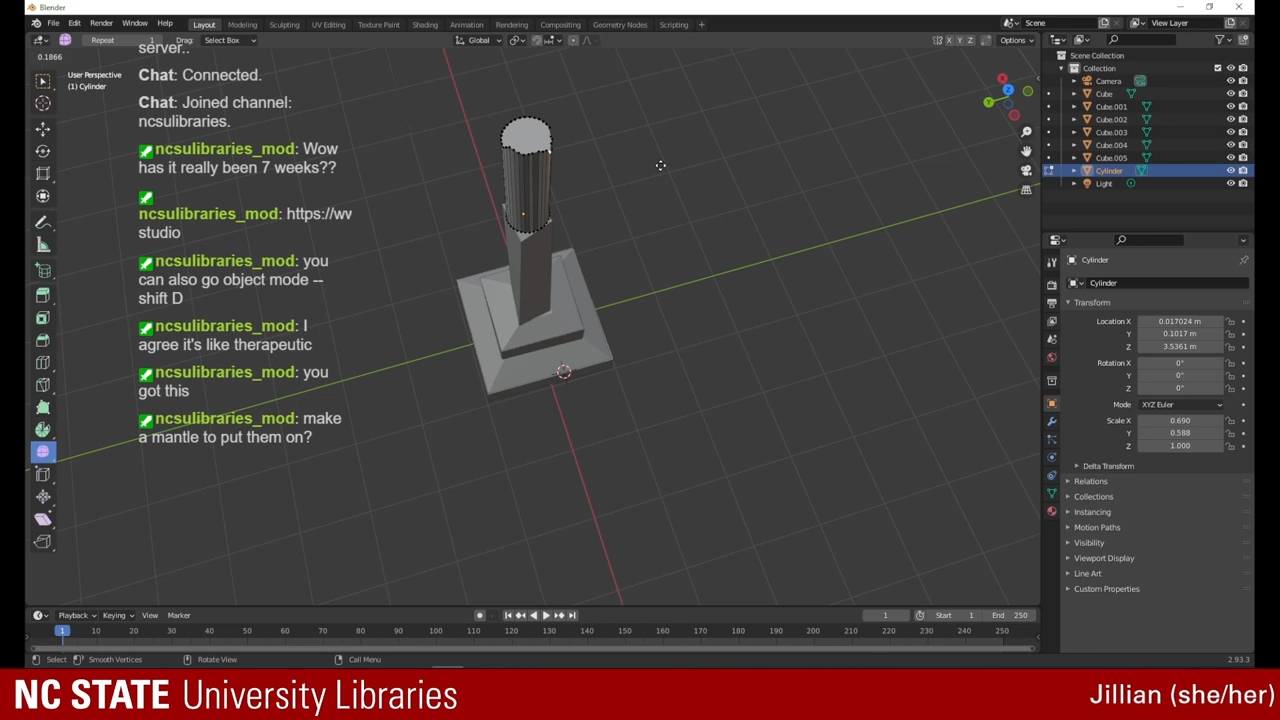 Blender
File Edit Render Window Help Layout Modeling Sculpting UV Editing Texture Paint Shading Animation Rendering Compositing Geometry Nodes Scripting + Scene View Layer
Repeat 1 Drag: Select Box Global X Y Z Options
0.1866
User Perspective
(1) Cylinder
server..
Chat: Connected.
Chat: Joined channel:
ncsulibraries.
ncsulibraries_mod: Wow
has it really been 7 weeks??
ncsulibraries_mod: https://wv
studio
ncsulibraries_mod: you
can also go object mode --
shift D
ncsulibraries_mod: I
agree it's like therapeutic
ncsulibraries_mod: you
got this
ncsulibraries_mod: make
a mantle to put them on?
X
Z
Y
Scene Collection
Collection
Camera
Cube
Cube.001
Cube.002
Cube.003
Cube.004
Cube.005
Cylinder
Light
Cylinder
Cylinder
Transform
Location X 0.017024 m
Y 0.1017 m
Z 3.5361 m
Rotation X 0°
Y 0°
Z 0°
Mode XYZ Euler
Scale X 0.690
Y 0.588
Z 1.000
Delta Transform
Relations
Collections
Instancing
Motion Paths
Visibility
Viewport Display
Line Art
Custom Properties
Playback Keying View Marker 1 Start 1 End 250
1 10 20 30 40 50 60 70 80 90 100 110 120 130 140 150 160 170 180 190 200 210 220 230 240 250
Select Smooth Vertices Rotate View Call Menu 2.93.3
NC STATE University Libraries
Jillian (she/her)